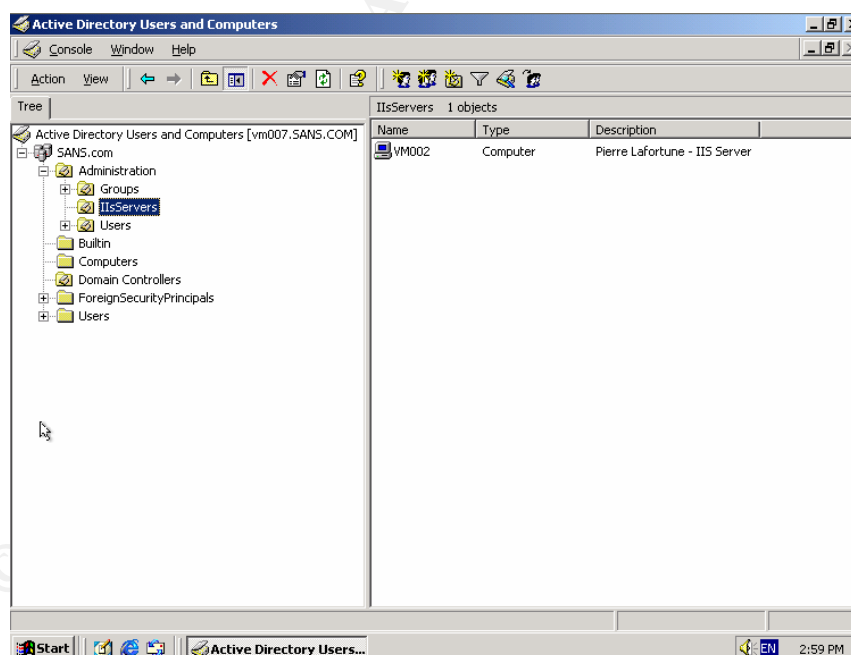 Active Directory Users and Computers
Console Window Help
Action View
Tree
IIsServers 1 objects
Active Directory Users and Computers [vm007.SANS.COM]
SANS.com
Administration
Groups
IIsServers
Users
Builtin
Computers
Domain Controllers
ForeignSecurityPrincipals
Users
Name Type Description
VM002 Computer Pierre Lafortune - IIS Server
Start Active Directory Users... EN 2:59 PM